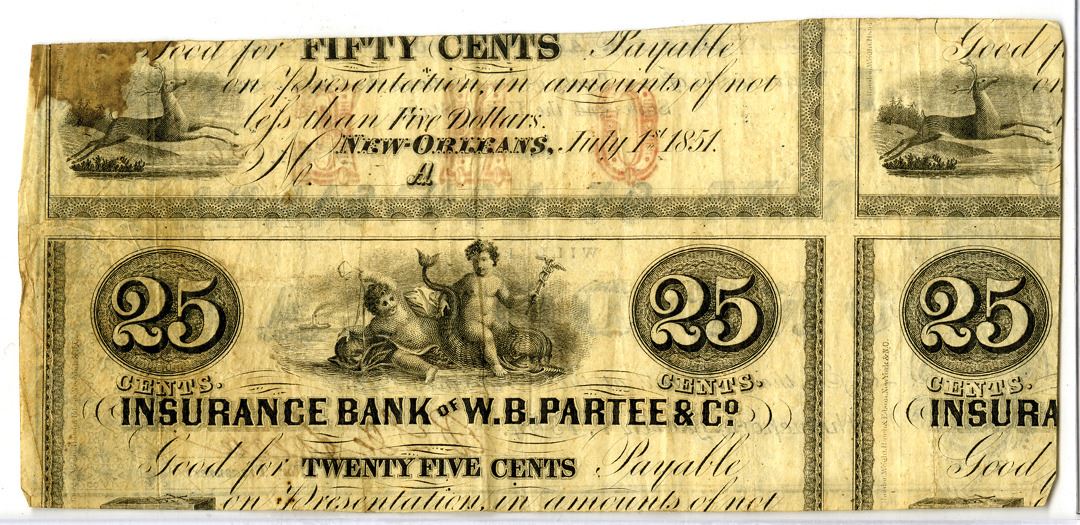 Good for FIFTY CENTS Payable
on Presentation, in amounts of not
less than Five Dollars.
NEW-ORLEANS, July 1st 1851.
No. A
Good f
on
25 25
CENTS. CENTS.
INSURANCE BANK OF W.B.PARTEE & Co.
Good for TWENTY FIVE CENTS Payable
on Presentation, in amounts of not
25
CENTS.
INSURA
Good